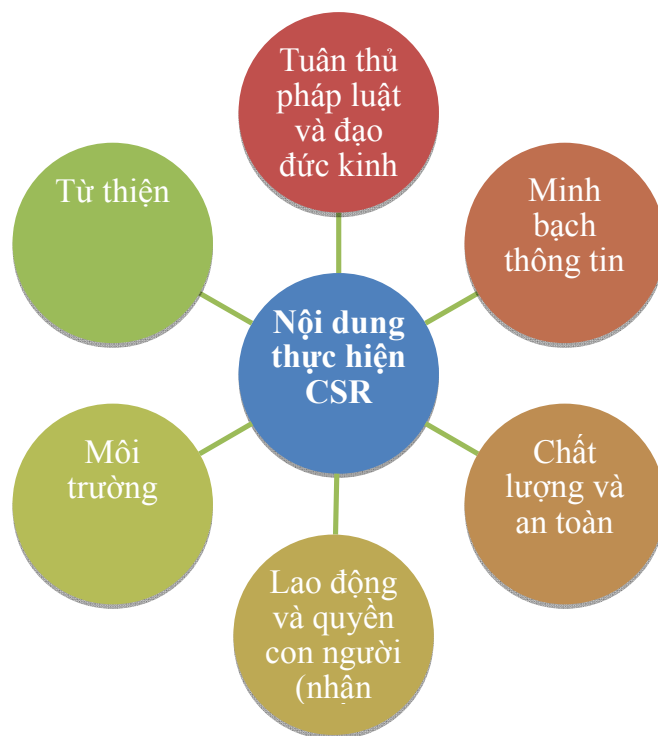 Tuân thủ
pháp luật
và đạo
đức kinh
Từ thiện
Minh
bạch
thông tin
Nội dung
thực hiện
CSR
Môi
trường
Chất
lượng và
an toàn
Lao động
và quyền
con người
(nhận